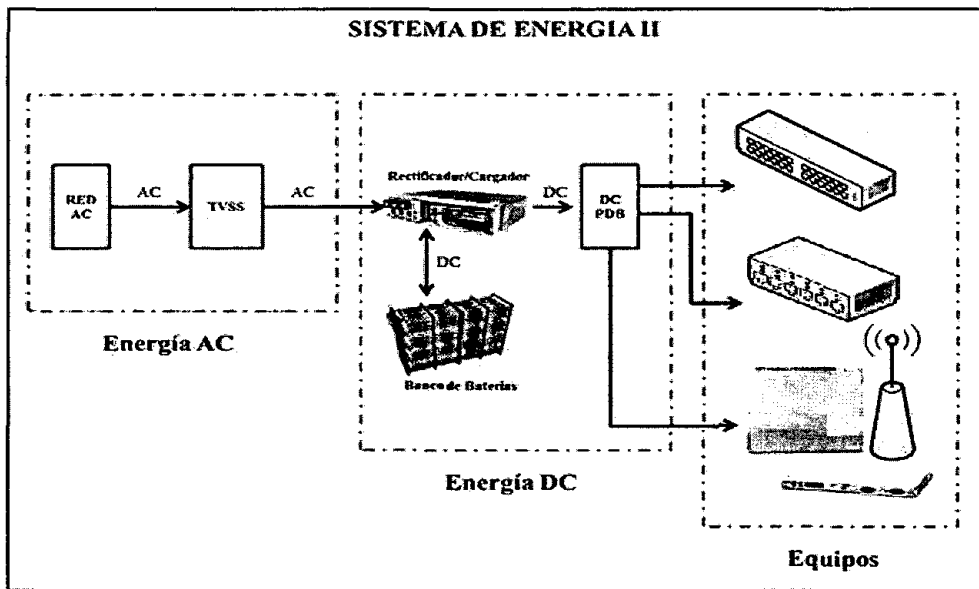 SISTEMA DE ENERGIA II
RED
AC
AC
TVSS
AC
Rectificador/Cargador
DC
DC
PDB
DC
Banco de Baterías
Energía AC
Energía DC
Equipos